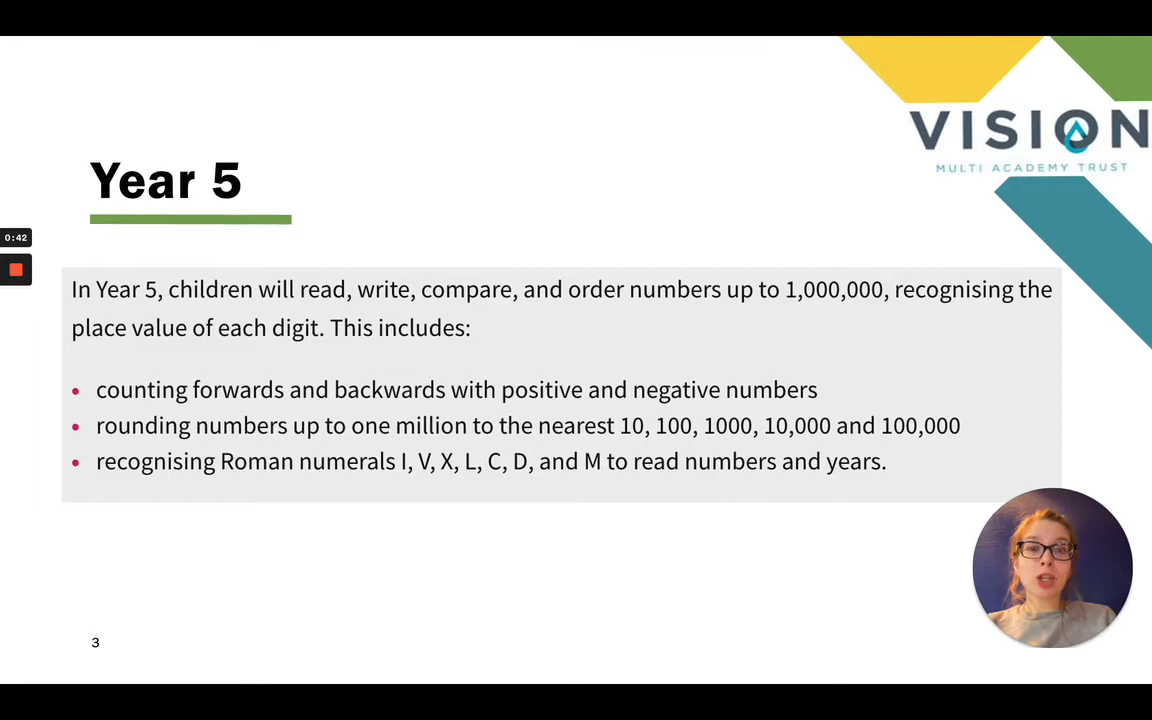 VISION
MULTI ACADEMY TRUST
Year 5
0:42
In Year 5, children will read, write, compare, and order numbers up to 1,000,000, recognising the
place value of each digit. This includes:
• counting forwards and backwards with positive and negative numbers
• rounding numbers up to one million to the nearest 10, 100, 1000, 10,000 and 100,000
• recognising Roman numerals I, V, X, L, C, D, and M to read numbers and years.
3